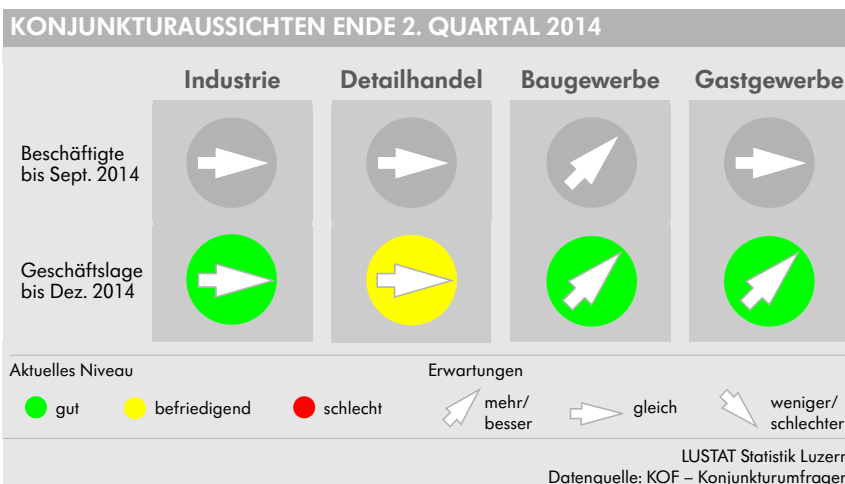 KONJUNKTURAUSSICHTEN ENDE 2. QUARTAL 2014
Industrie Detailhandel Baugewerbe Gastgewerbe
Beschäftigte
bis Sept. 2014
Geschäftslage
bis Dez. 2014
Aktuelles Niveau Erwartungen
gut befriedigend schlecht mehr/
besser gleich weniger/
schlechter
LUSTAT Statistik Luzern
Datenquelle: KOF – Konjunkturumfragen